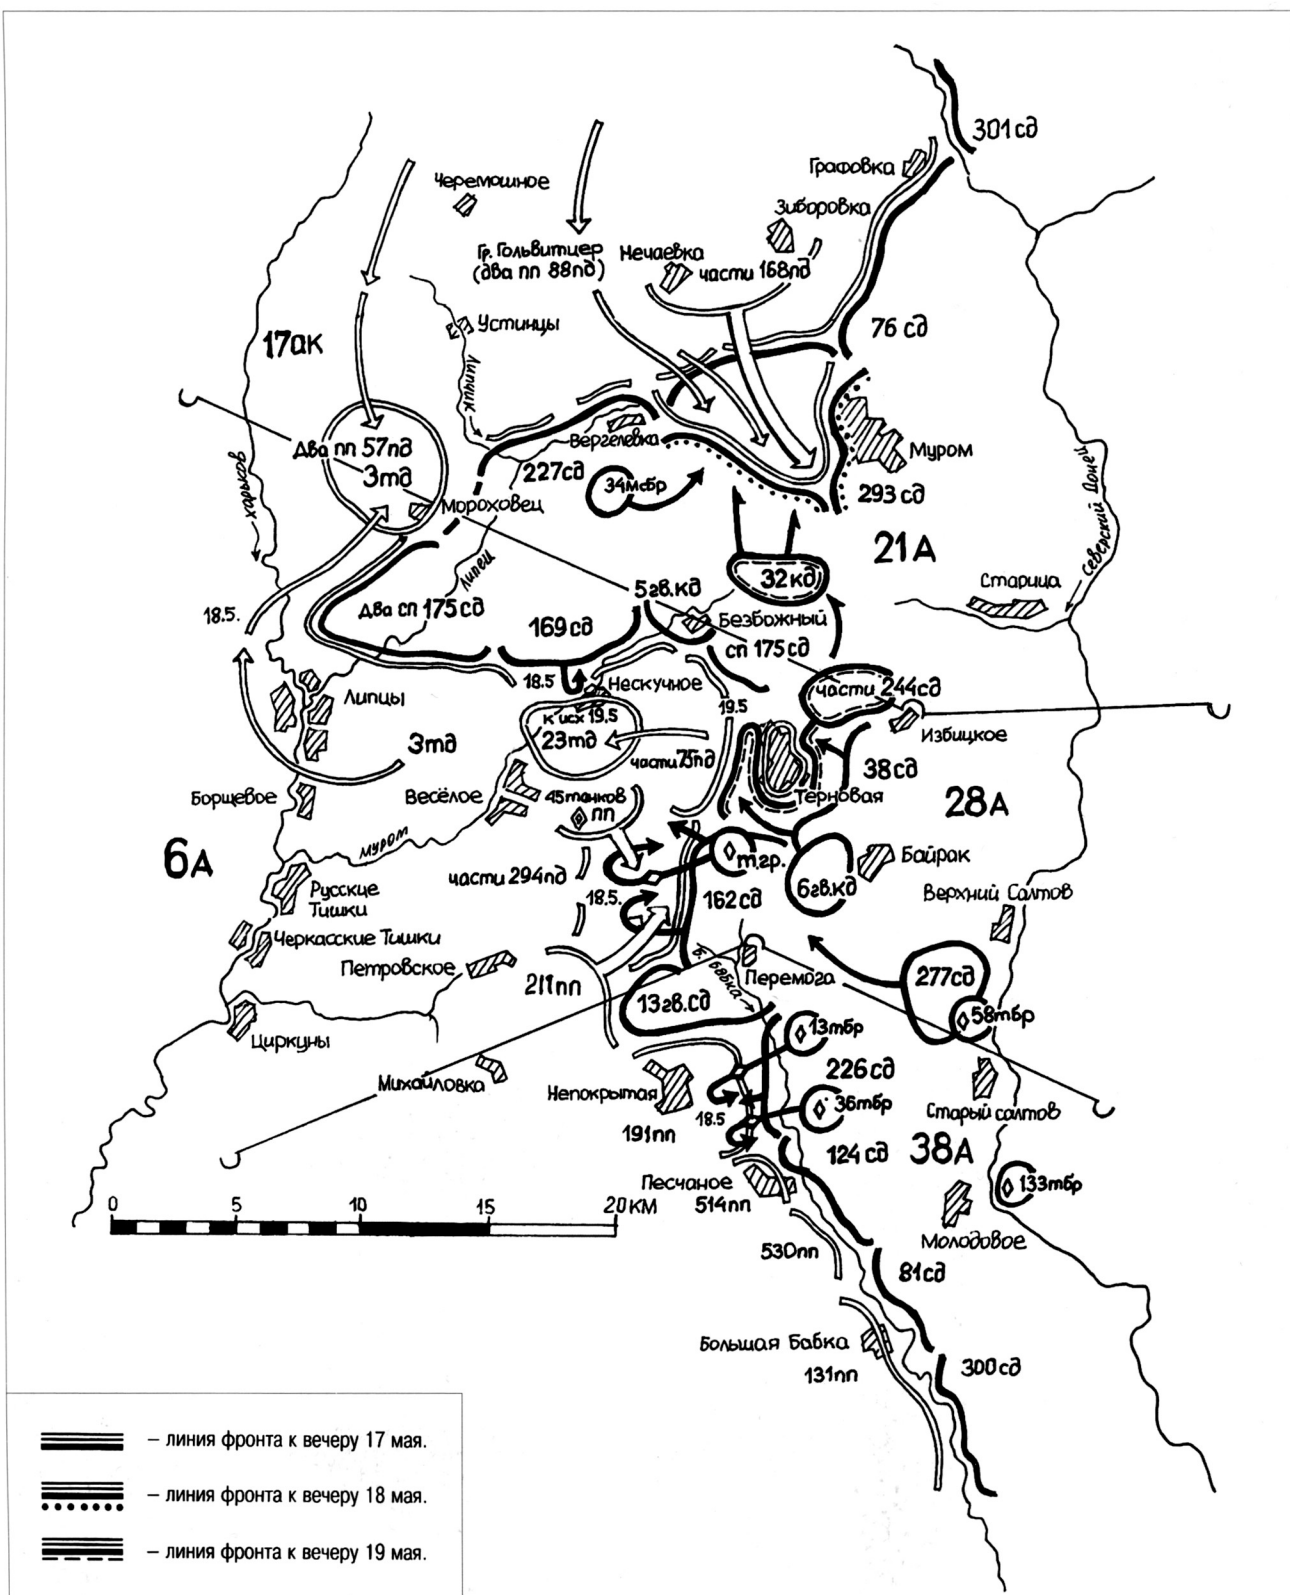 301сд
Графовка
Черемошное
Зиборовка
Гр. Гольвитцер
(два пп 88пд)
Нечаевка
части 168пд
Устинцы
76 сд
17ак
Липчик
Вергелевка
Два пп 57пд
3тд
Муром
227сд
34мсбр
293 сд
Мороховец
харьков
21А
Северский Донец
Липец
32кд
Старица
5гв.кд
18.5.
Два сп 175сд
169сд
Безбожный
сп 175сд
18.5
Нескучное
части 244сд
Липцы
к исх 19.5
23тд
19.5
Избицкое
3тд
части 75пд
38сд
Борщевое
Весёлое
45танков
пп
Терновая
28А
муром
6А
т.гр.
Байрак
части 294пд
18.5.
162сд
6гв.кд
Верхний Салтов
Русские
Тишки
Черкасские Тишки
Петровское
211пп
р. Бабка
Перемога
277сд
13гв.сд
58тбр
Циркуны
13тбр
Михайловка
Непокрытая
226сд
36тбр
18.5
Старый салтов
191пп
124сд
38А
Песчаное
514пп
133тбр
0 5 10 15 20 КМ
Молодовое
530пп
81сд
Большая Бабка
131пп
300сд
– линия фронта к вечеру 17 мая.
– линия фронта к вечеру 18 мая.
– линия фронта к вечеру 19 мая.